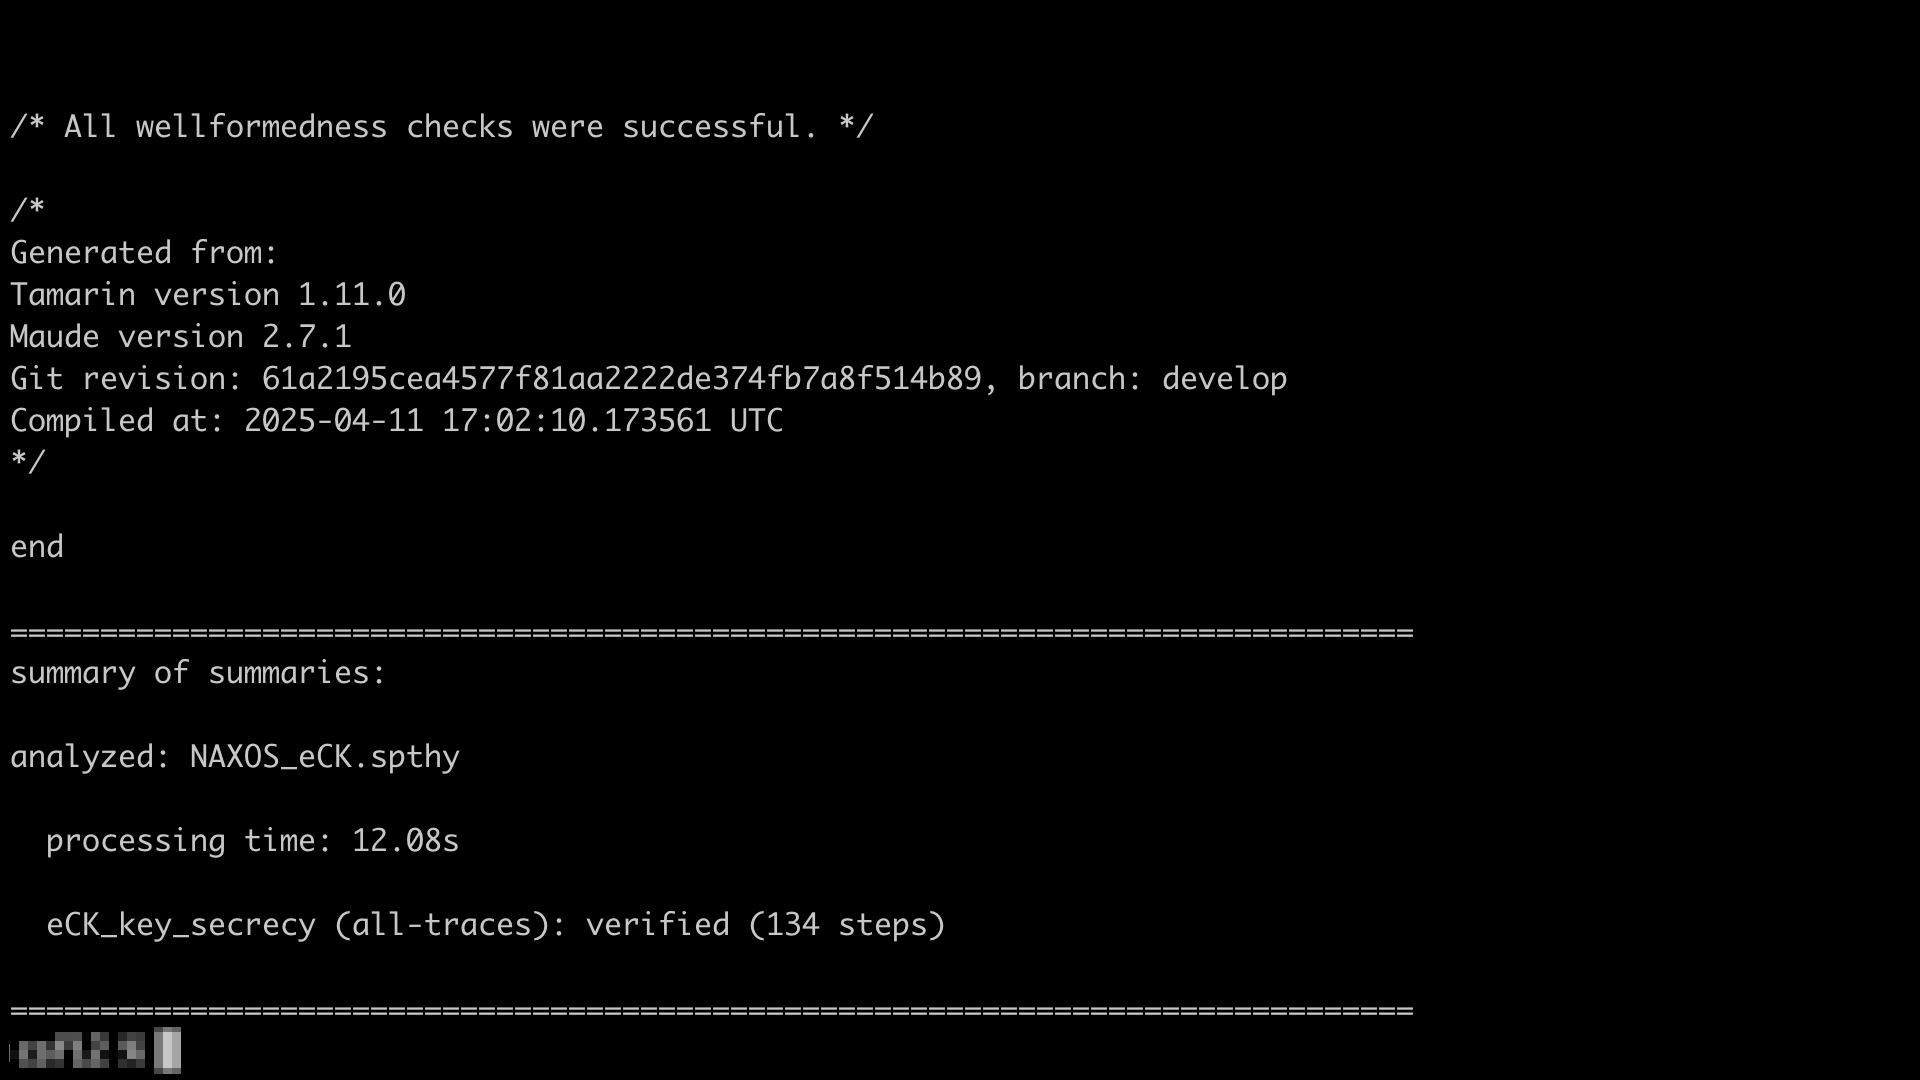 /* All wellformedness checks were successful. */
/*
Generated from:
Tamarin version 1.11.0
Maude version 2.7.1
Git revision: 61a2195cea4577f81aa2222de374fb7a8f514b89, branch: develop
Compiled at: 2025-04-11 17:02:10.173561 UTC
*/
end
==============================================================================
summary of summaries:
analyzed: NAXOS_eCK.spthy
processing time: 12.08s
eCK_key_secrecy (all-traces): verified (134 steps)
==============================================================================